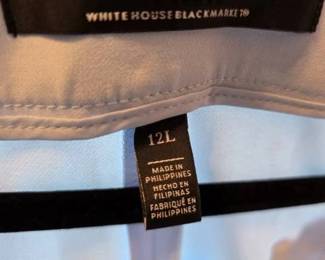 WHITE HOUSE BLACK MARKET®
12L
MADE IN
PHILIPPINES
HECHO EN
FILIPINAS
FABRIQUÉ EN
PHILIPPINES